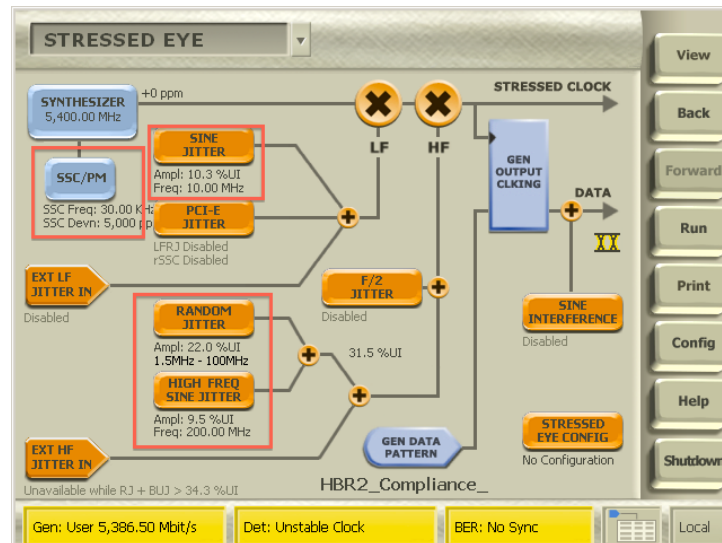 STRESSED EYE
View
Back
Forward
Run
Print
Config
Help
Shutdown
SYNTHESIZER
5,400.00 MHz
+0 ppm
STRESSED CLOCK
SSC/PM
SSC Freq: 30.00 KHz
SSC Devn: 5,000 pp
SINE
JITTER
Ampl: 10.3 %UI
Freq: 10.00 MHz
LF
HF
GEN
OUTPUT
CLKING
DATA
PCI-E
JITTER
LFRJ Disabled
rSSC Disabled
EXT LF
JITTER IN
Disabled
F/2
JITTER
Disabled
SINE
INTERFERENCE
Disabled
RANDOM
JITTER
Ampl: 22.0 %UI
1.5MHz - 100MHz
31.5 %UI
HIGH FREQ
SINE JITTER
Ampl: 9.5 %UI
Freq: 200.00 MHz
GEN DATA
PATTERN
STRESSED
EYE CONFIG
No Configuration
EXT HF
JITTER IN
Unavailable while RJ + BUJ > 34.3 %UI
HBR2_Compliance_
Gen: User 5,386.50 Mbit/s
Det: Unstable Clock
BER: No Sync
Local